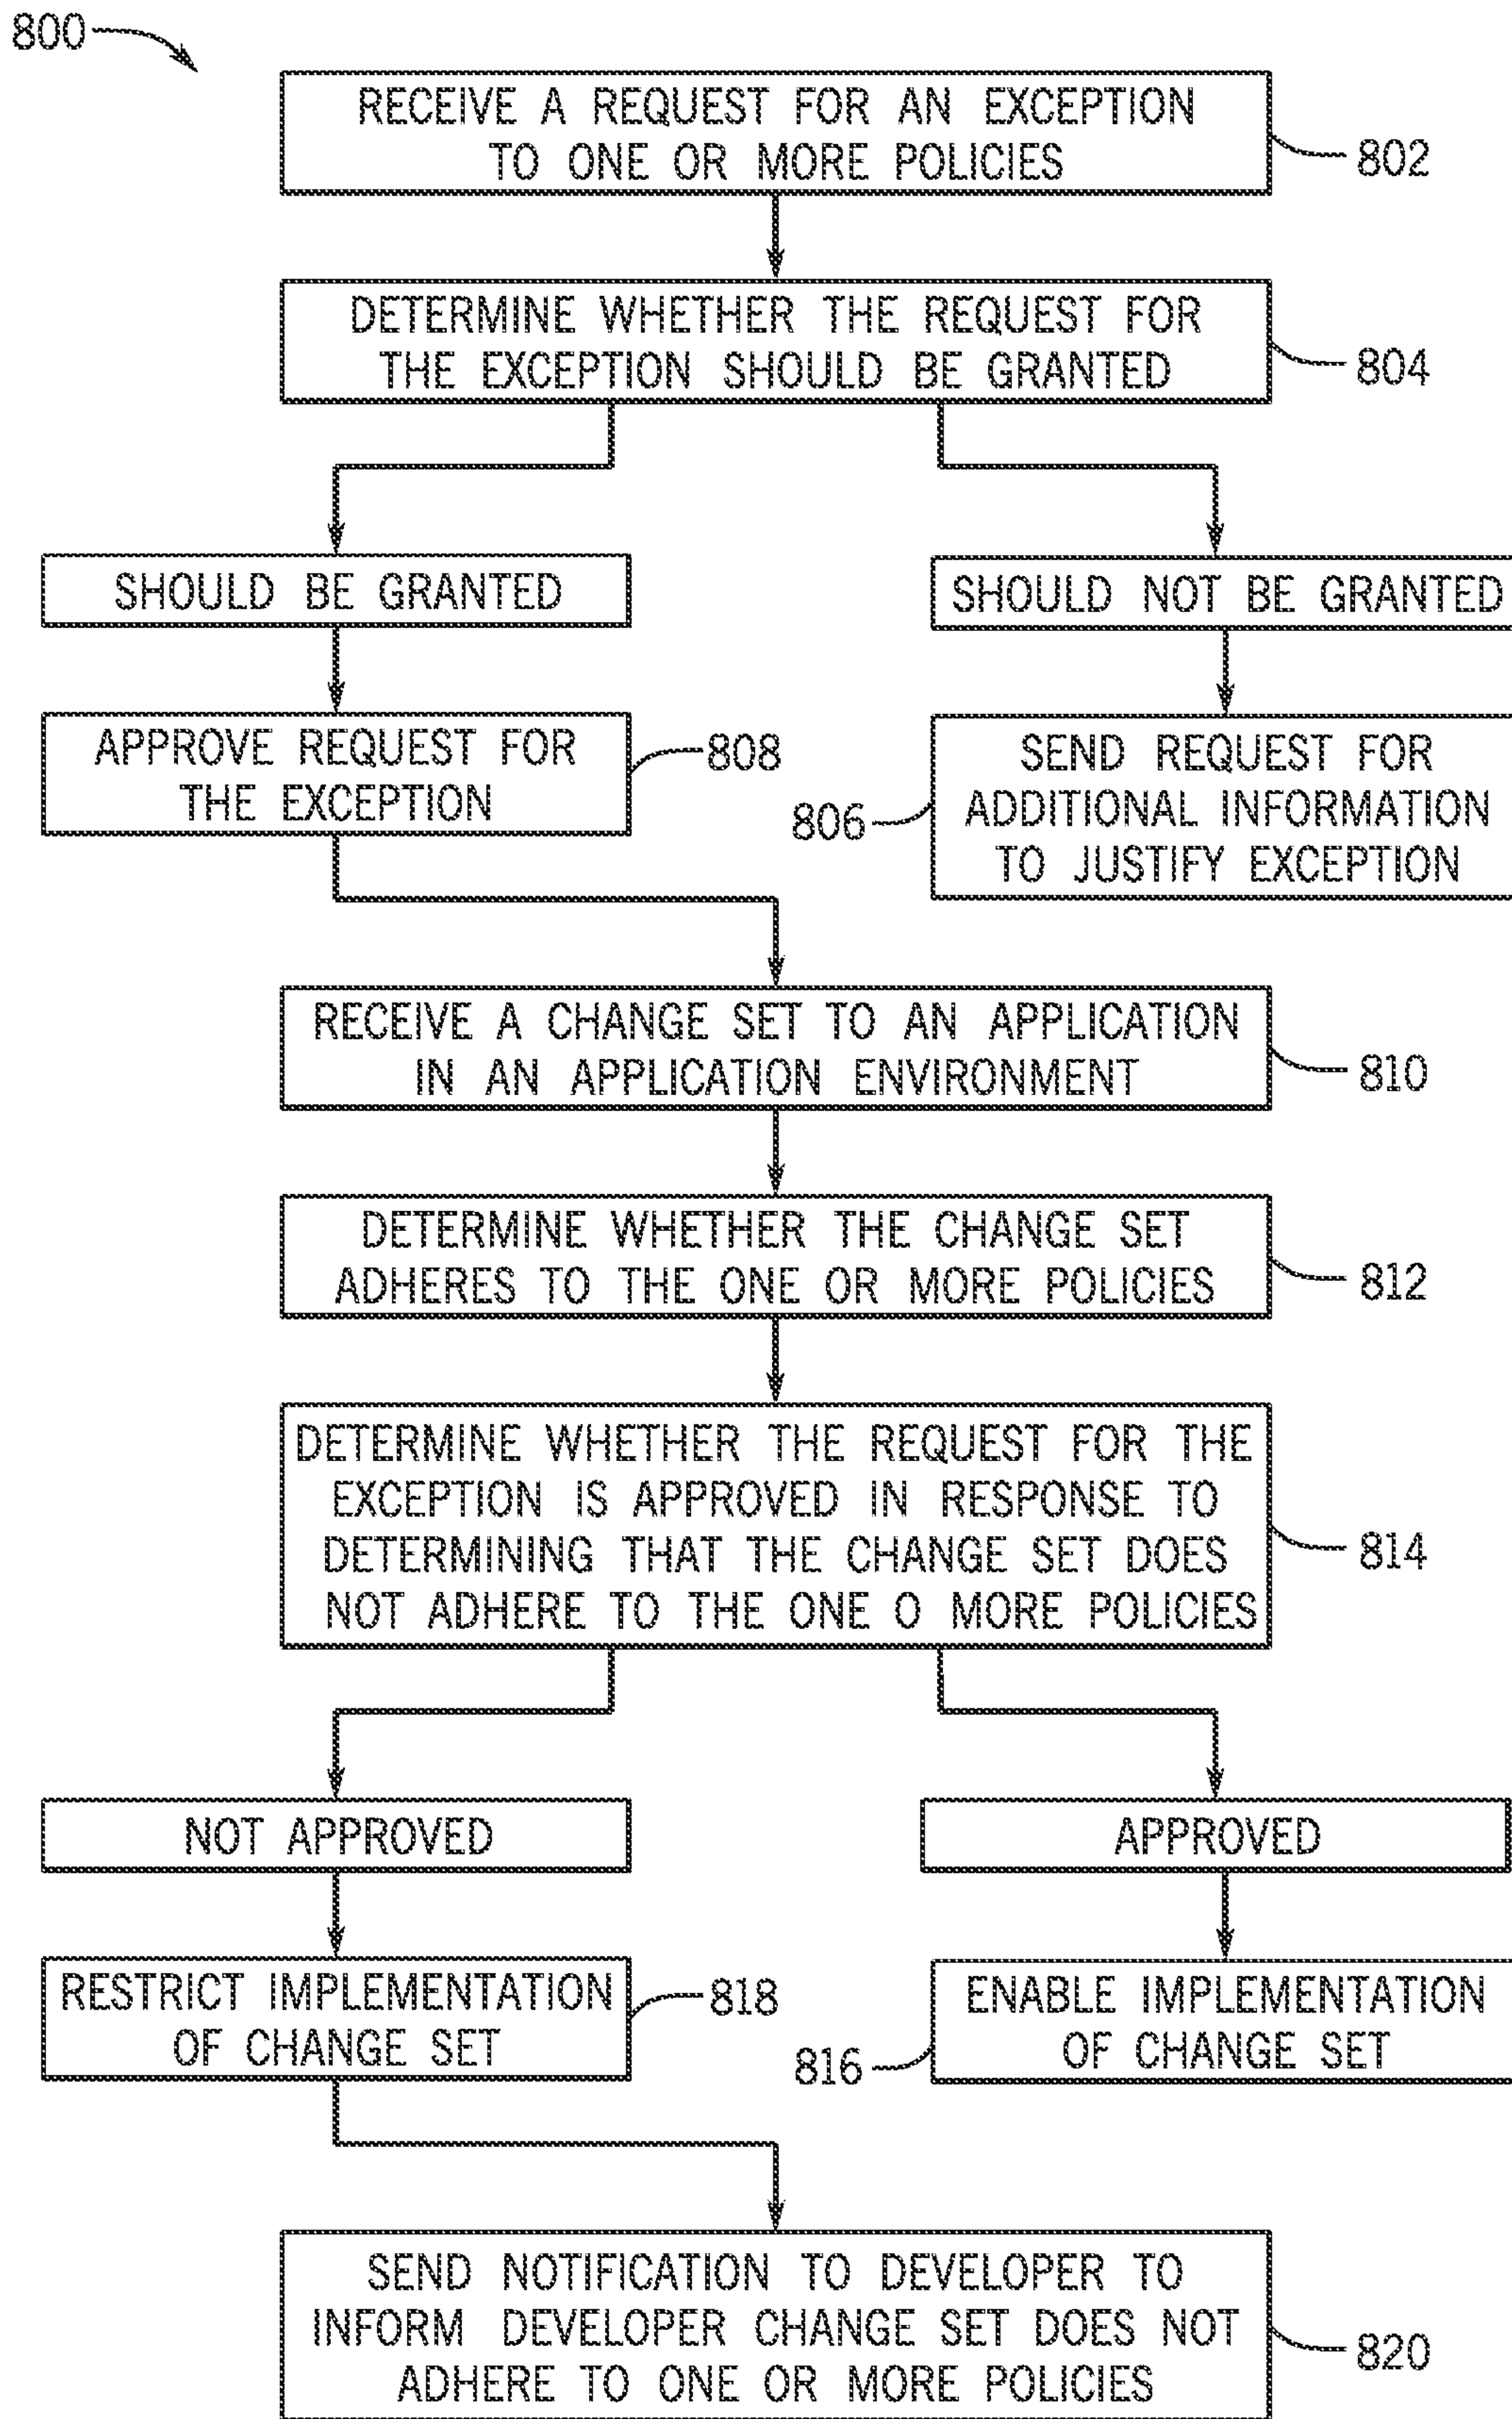 800
RECEIVE A REQUEST FOR AN EXCEPTION
TO ONE OR MORE POLICIES
802
DETERMINE WHETHER THE REQUEST FOR
THE EXCEPTION SHOULD BE GRANTED
804
SHOULD BE GRANTED
SHOULD NOT BE GRANTED
APPROVE REQUEST FOR
THE EXCEPTION
808
SEND REQUEST FOR
ADDITIONAL INFORMATION
TO JUSTIFY EXCEPTION
806
RECEIVE A CHANGE SET TO AN APPLICATION
IN AN APPLICATION ENVIRONMENT
810
DETERMINE WHETHER THE CHANGE SET
ADHERES TO THE ONE OR MORE POLICIES
812
DETERMINE WHETHER THE REQUEST FOR THE
EXCEPTION IS APPROVED IN RESPONSE TO
DETERMINING THAT THE CHANGE SET DOES
NOT ADHERE TO THE ONE O MORE POLICIES
814
NOT APPROVED
APPROVED
RESTRICT IMPLEMENTATION
OF CHANGE SET
818
ENABLE IMPLEMENTATION
OF CHANGE SET
816
SEND NOTIFICATION TO DEVELOPER TO
INFORM DEVELOPER CHANGE SET DOES NOT
ADHERE TO ONE OR MORE POLICIES
820